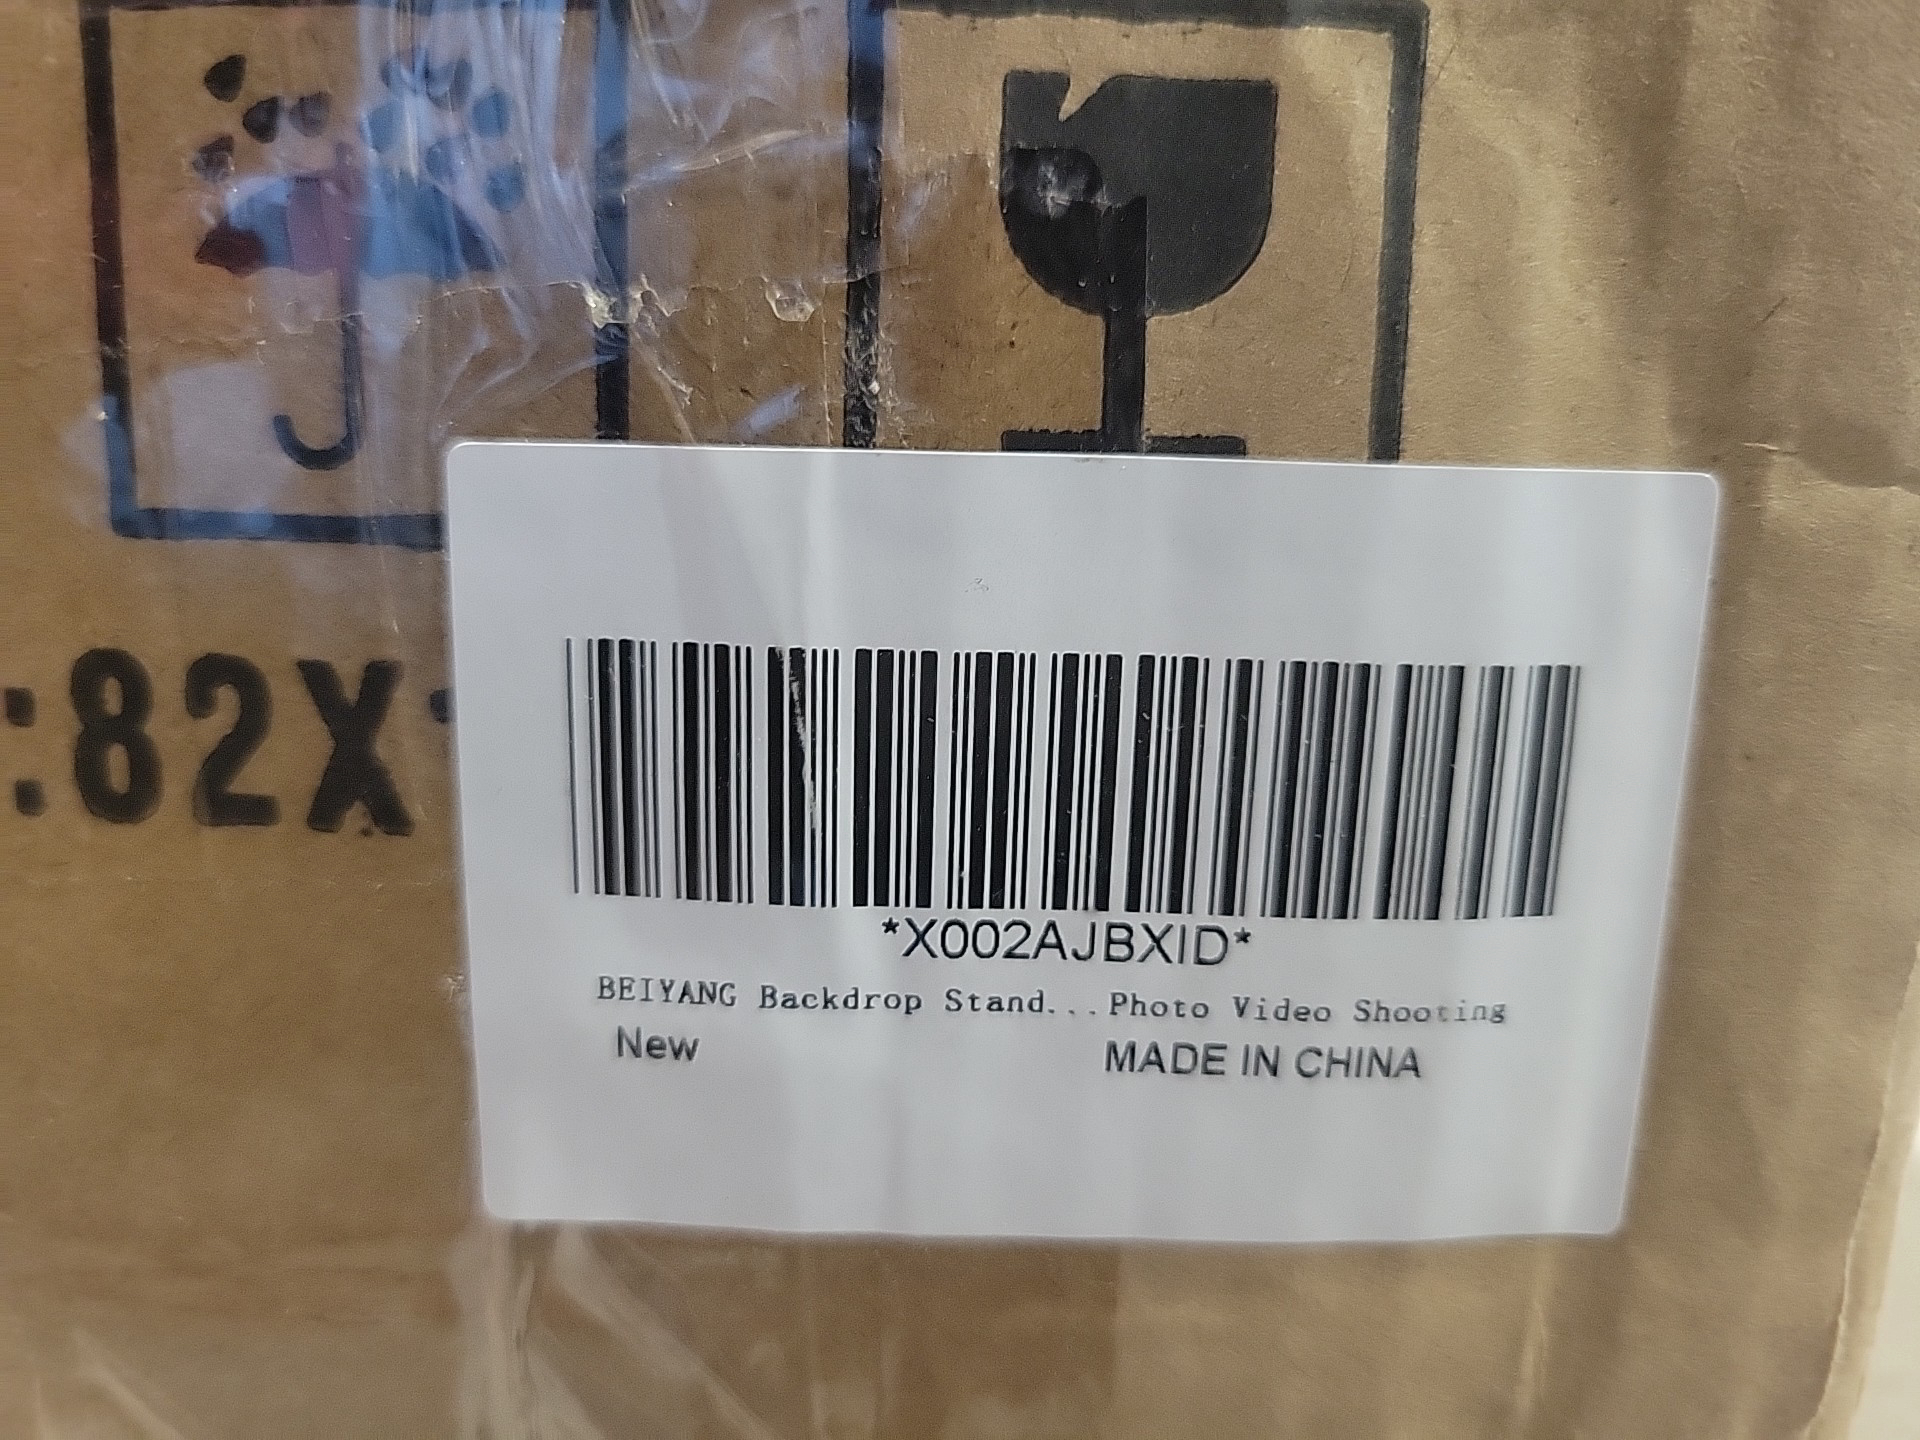 :82X
*X002AJBXID*
BEIYANG Backdrop Stand...Photo Video Shooting
New
MADE IN CHINA